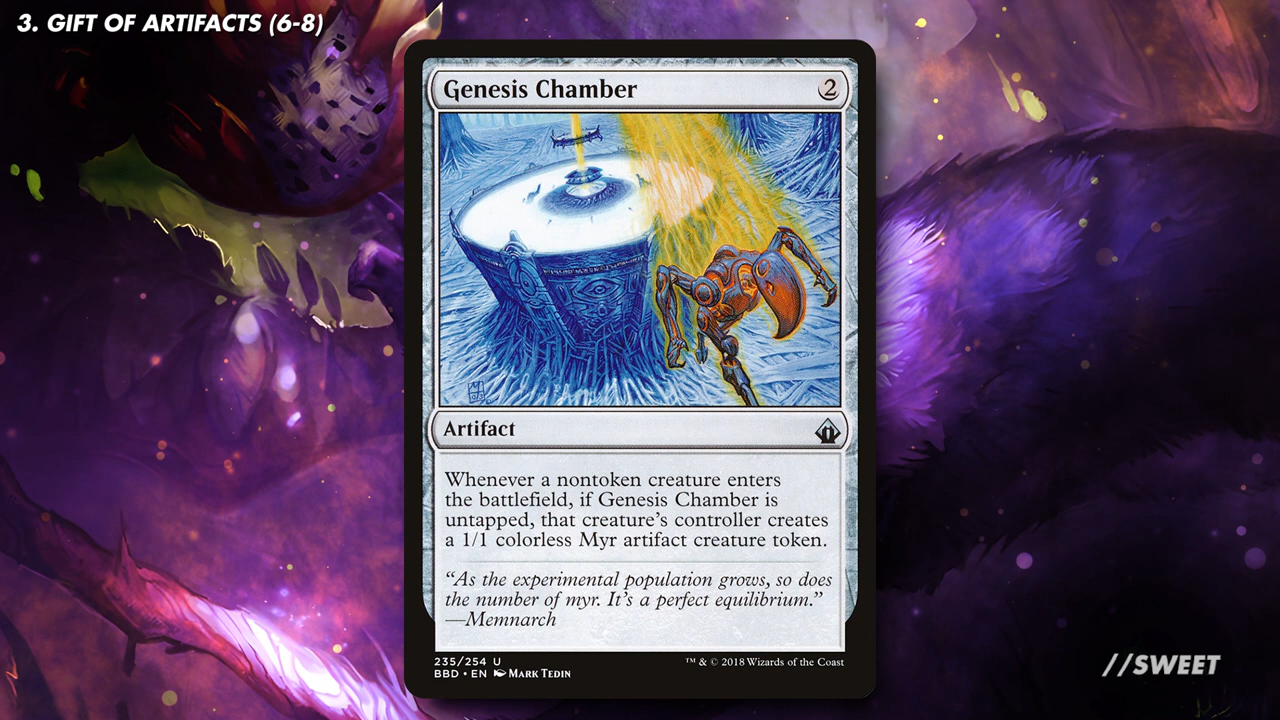 3. GIFT OF ARTIFACTS (6-8)
Genesis Chamber 2
Artifact
Whenever a nontoken creature enters
the battlefield, if Genesis Chamber is
untapped, that creature's controller creates
a 1/1 colorless Myr artifact creature token.
"As the experimental population grows, so does
the number of myr. It's a perfect equilibrium."
—Memnarch
235/254 U
BBD • EN Mark Tedin
™ & © 2018 Wizards of the Coast
//SWEET